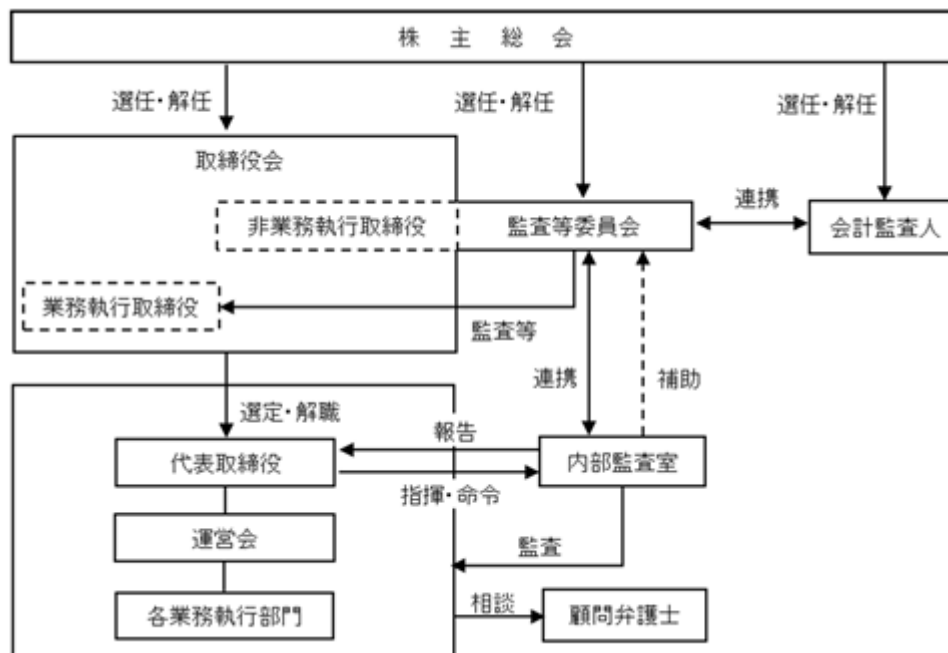 株主総会
選任・解任
選任・解任
選任・解任
取締役会
連携
非業務執行取締役
監査等委員会
会計監査人
業務執行取締役
監査等
連携
補助
選定・解職
報告
代表取締役
内部監査室
指揮・命令
運営会
監査
相談
各業務執行部門
顧問弁護士